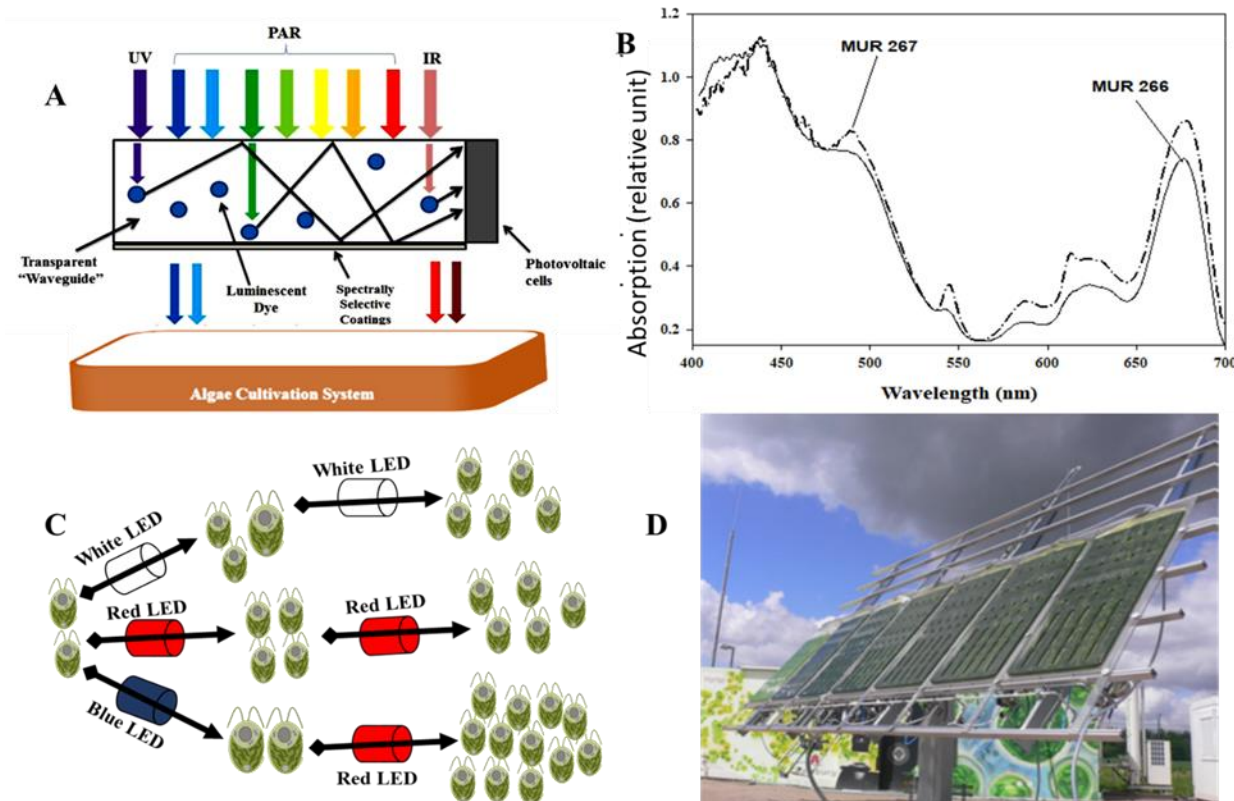 A
PAR
UV
IR
Transparent
"Waveguide"
Luminescent
Dye
Spectrally
Selective
Coatings
Photovoltaic
cells
Algae Cultivation System
B
MUR 267
MUR 266
Absorption (relative unit)
1.2
1.0
0.8
0.6
0.4
0.2
400
450
500
550
600
650
700
Wavelength (nm)
C
White LED
White LED
Red LED
Red LED
Blue LED
Red LED
D